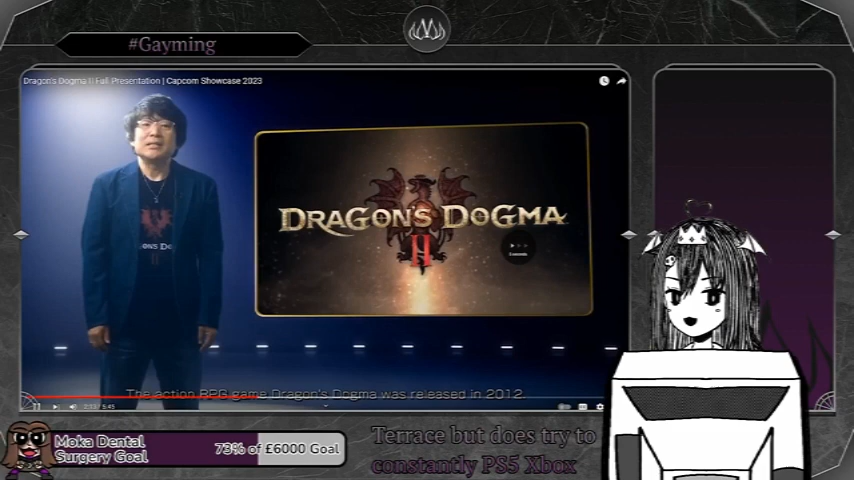 #Gayming
Dragon's Dogma II Full Presentation | Capcom Showcase 2023
DRAGON'S DOGMA
II
The action RPG game Dragon's Dogma was released in 2012.
Moka Dental
Surgery Goal
73% of £6000 Goal
Terrace but does try to
constantly PS5 Xbox